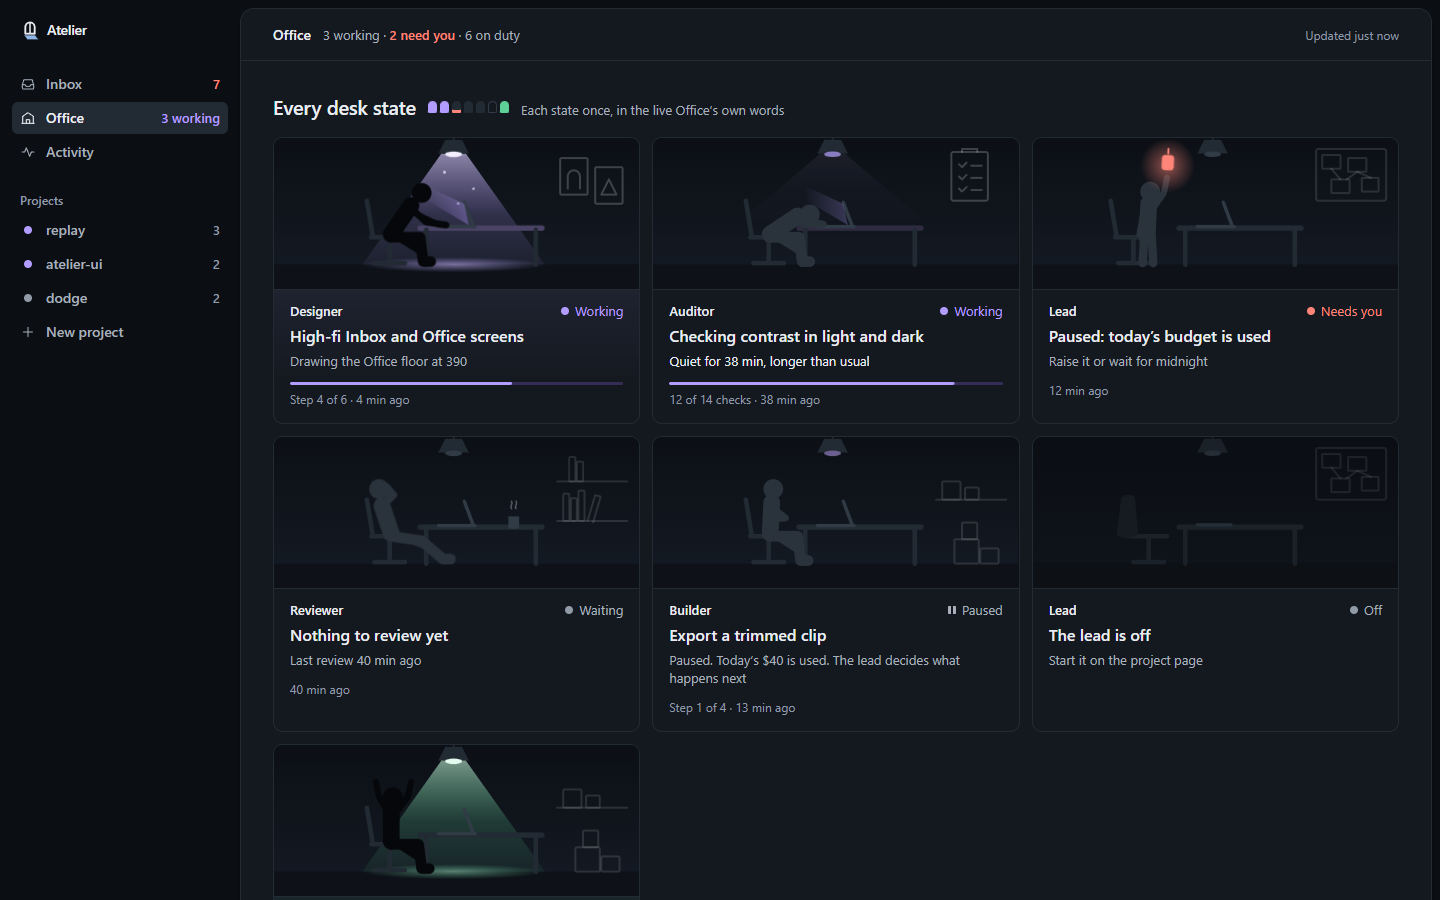 Atelier
Inbox 7
Office 3 working
Activity
Projects
replay 3
atelier-ui 2
dodge 2
New project
Office 3 working · 2 need you · 6 on duty
Updated just now
Every desk state Each state once, in the live Office's own words
Designer Working
High-fi Inbox and Office screens
Drawing the Office floor at 390
Step 4 of 6 · 4 min ago
Auditor Working
Checking contrast in light and dark
Quiet for 38 min, longer than usual
12 of 14 checks · 38 min ago
Lead Needs you
Paused: today's budget is used
Raise it or wait for midnight
12 min ago
Reviewer Waiting
Nothing to review yet
Last review 40 min ago
40 min ago
Builder Paused
Export a trimmed clip
Paused. Today's $40 is used. The lead decides what
happens next
Step 1 of 4 · 13 min ago
Lead Off
The lead is off
Start it on the project page